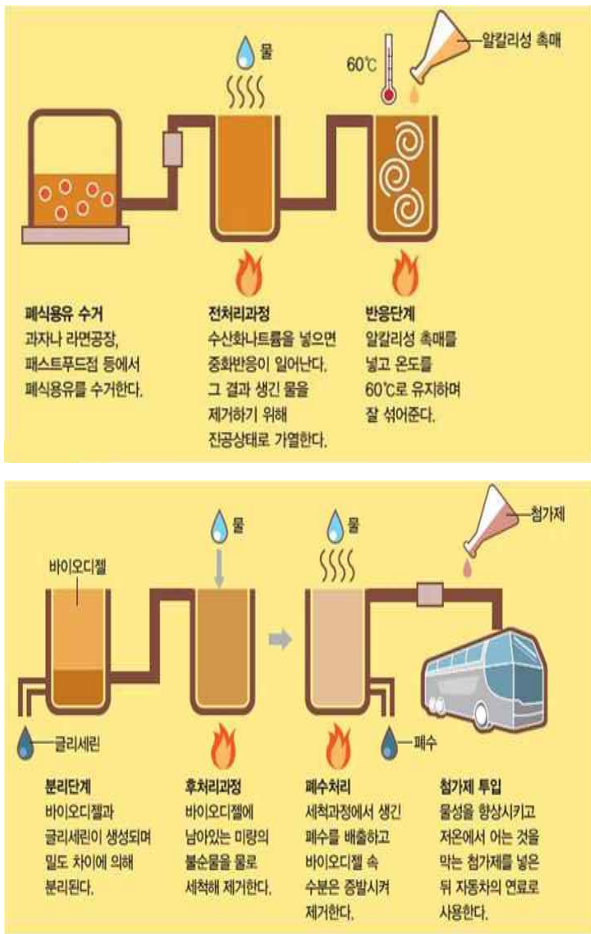 물
60℃
알칼리성 촉매
폐식용유 수거
과자나 라면공장,
패스트푸드점 등에서
폐식용유를 수거한다.
전처리과정
수산화나트륨을 넣으면
중화반응이 일어난다.
그 결과 생긴 물을
제거하기 위해
진공상태로 가열한다.
반응단계
알칼리성 촉매를
넣고 온도를
60℃로 유지하며
잘 섞어준다.
바이오디젤
물
물
첨가제
글리세린
폐수
분리단계
바이오디젤과
글리세린이 생성되며
밀도 차이에 의해
분리된다.
후처리과정
바이오디젤에
남아있는 미량의
불순물을 물로
세척해 제거한다.
폐수처리
세척과정에서 생긴
폐수를 배출하고
바이오디젤 속
수분은 증발시켜
제거한다.
첨가제 투입
물성을 향상시키고
저온에서 어는 것을
막는 첨가제를 넣은
뒤 자동차의 연료로
사용한다.